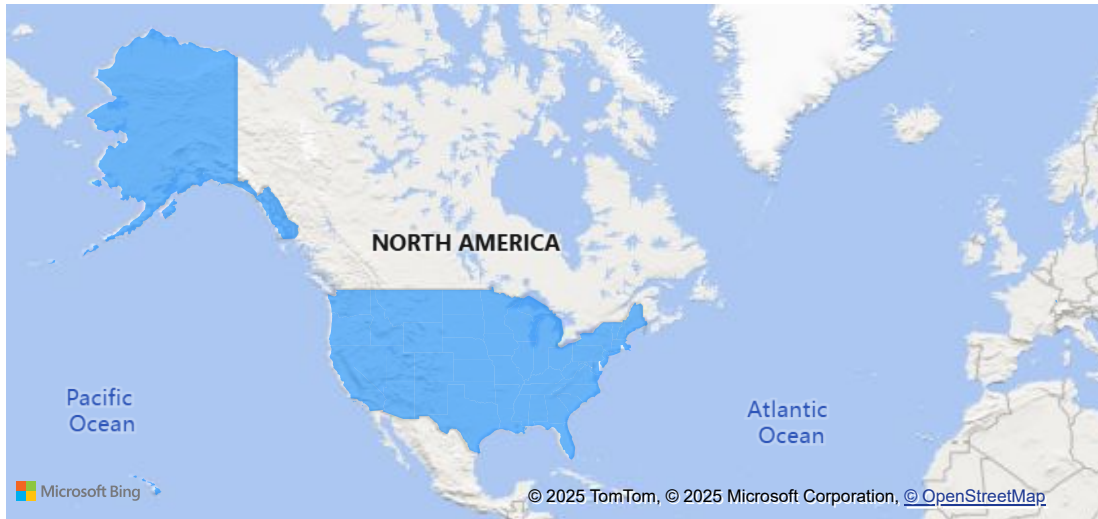 NORTH AMERICA
Pacific
Ocean
Atlantic
Ocean
Microsoft Bing
© 2025 TomTom, © 2025 Microsoft Corporation, © OpenStreetMap